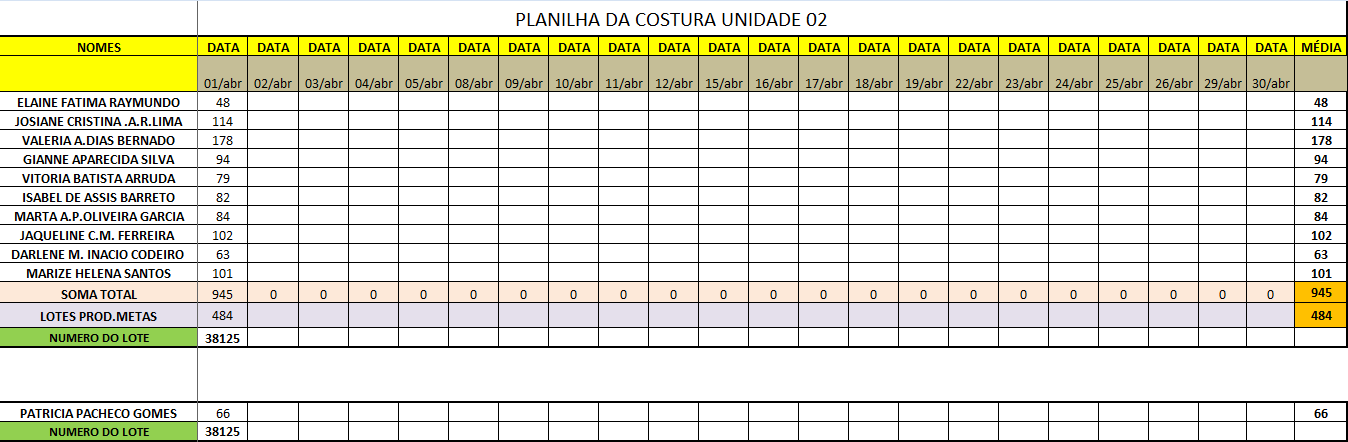 PLANILHA DA COSTURA UNIDADE 02
NOMES DATA DATA DATA DATA DATA DATA DATA DATA DATA DATA DATA DATA DATA DATA DATA DATA DATA DATA DATA DATA DATA DATA MÉDIA
01/abr 02/abr 03/abr 04/abr 05/abr 08/abr 09/abr 10/abr 11/abr 12/abr 15/abr 16/abr 17/abr 18/abr 19/abr 22/abr 23/abr 24/abr 25/abr 26/abr 29/abr 30/abr
ELAINE FATIMA RAYMUNDO 48 48
JOSIANE CRISTINA .A.R.LIMA 114 114
VALERIA A.DIAS BERNADO 178 178
GIANNE APARECIDA SILVA 94 94
VITORIA BATISTA ARRUDA 79 79
ISABEL DE ASSIS BARRETO 82 82
MARTA A.P.OLIVEIRA GARCIA 84 84
JAQUELINE C.M. FERREIRA 102 102
DARLENE M. INACIO CODEIRO 63 63
MARIZE HELENA SANTOS 101 101
SOMA TOTAL 945 0 0 0 0 0 0 0 0 0 0 0 0 0 0 0 0 0 0 0 0 0 945
LOTES PROD.METAS 484 484
NUMERO DO LOTE 38125
PATRICIA PACHECO GOMES 66 66
NUMERO DO LOTE 38125